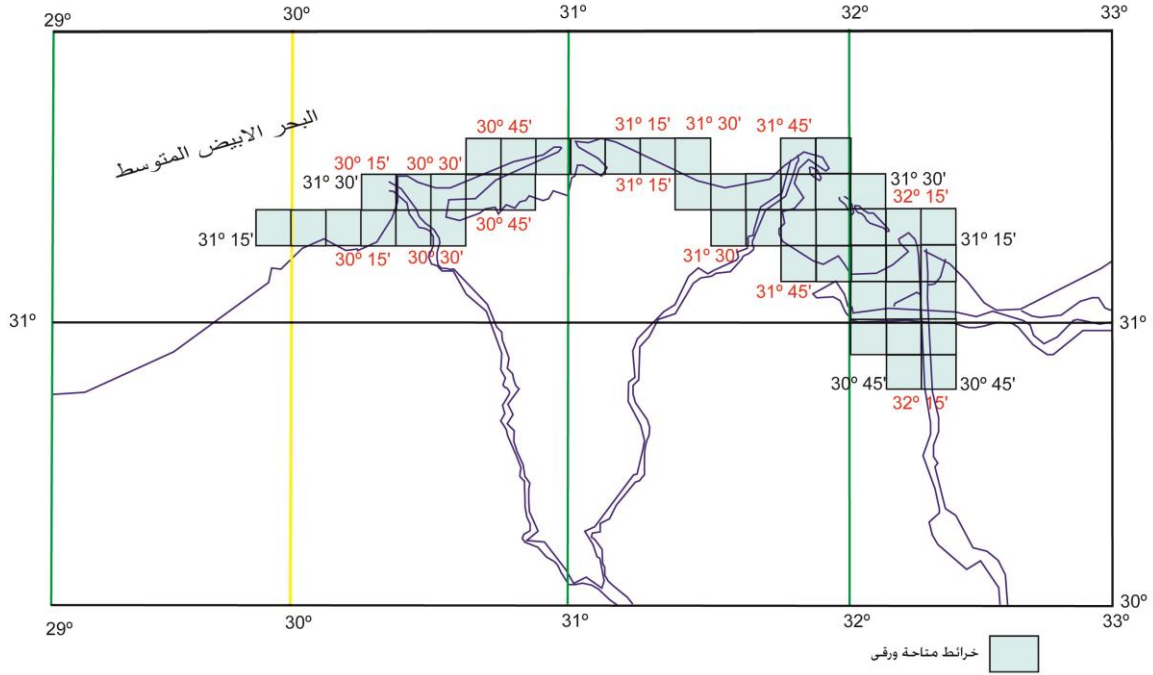 29º 30º 31º 32º 33º
البحر الابيض المتوسط
30º 45' 31º 15' 31º 30' 31º 45'
30º 15' 30º 30' 31º 15' 31º 30'
31º 30' 32º 15'
31º 15' 30º 45' 31º 15'
30º 15' 30º 30' 31º 30'
31º 45'
31º 31º
30º 45' 30º 45'
32º 15'
30º
29º 30º 31º 32º 33º
خرائط متاحة ورقى